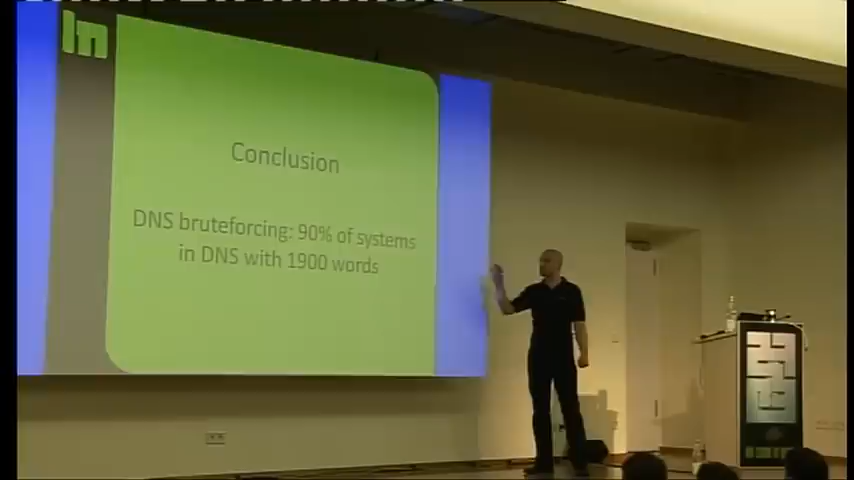 Conclusion
DNS bruteforcing: 90% of systems
in DNS with 1900 words